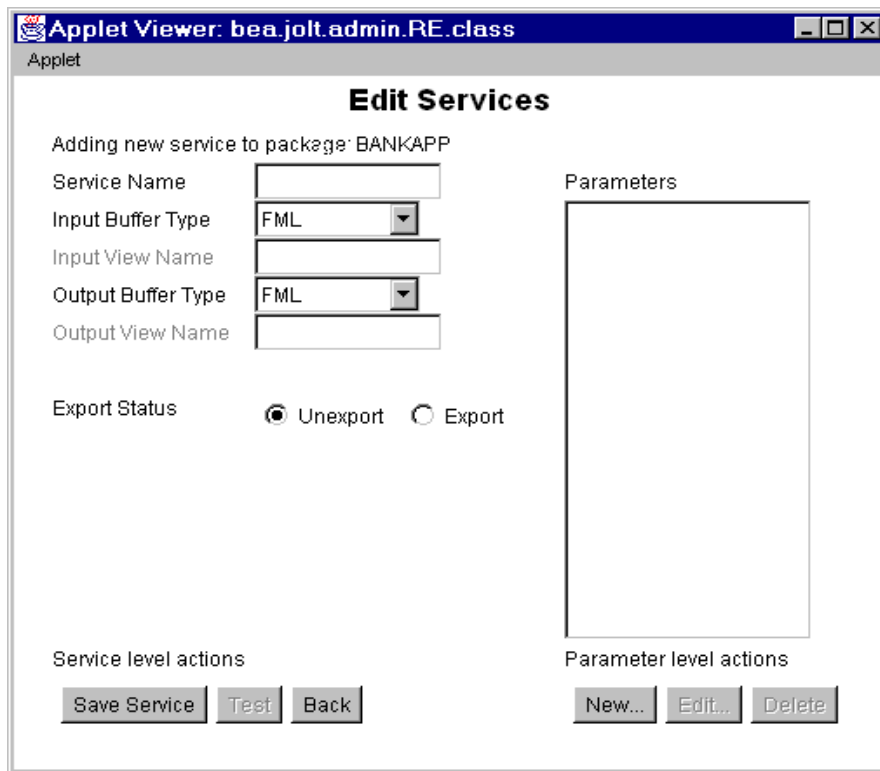 Applet Viewer: bea.jolt.admin.RE.class
Applet
Edit Services
Adding new service to package: BANKAPP
Service Name
Parameters
Input Buffer Type FML
Input View Name
Output Buffer Type FML
Output View Name
Export Status Unexport Export
Service level actions
Parameter level actions
Save Service Test Back
New... Edit... Delete